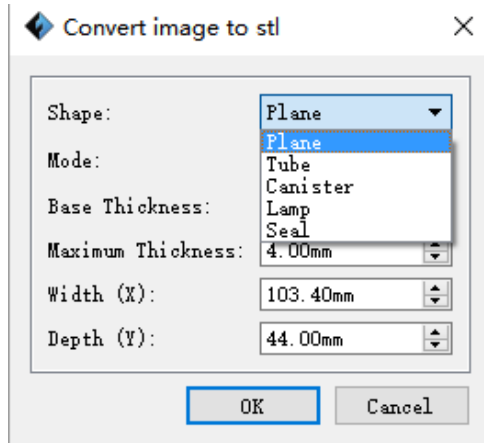 Convert image to stl
Shape: Plane
Plane
Mode:
Tube
Canister
Base Thickness:
Lamp
Seal
Maximum Thickness: 4.00mm
Width (X): 103.40mm
Depth (Y): 44.00mm
OK Cancel